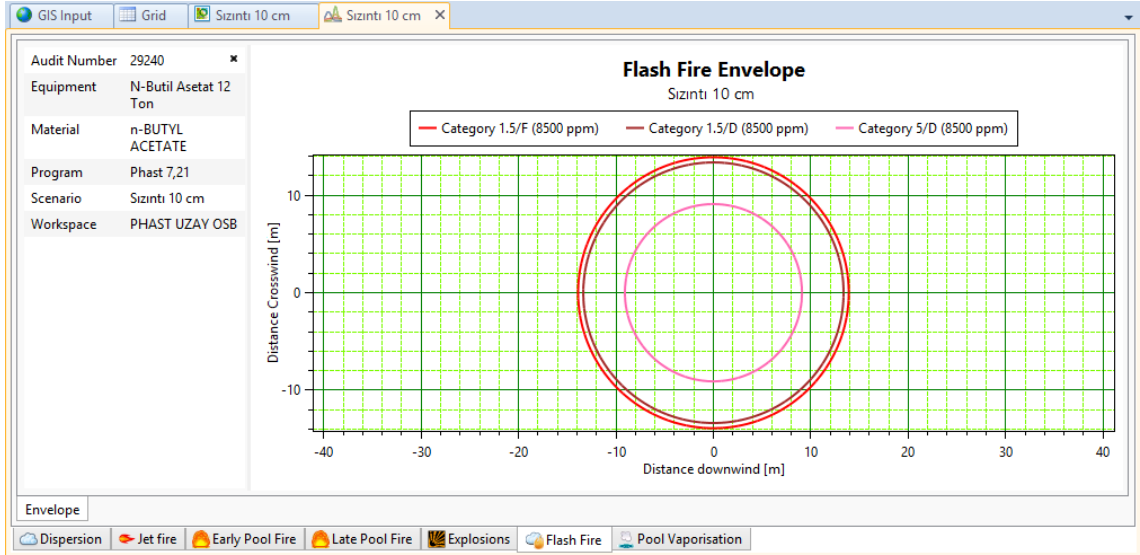 GIS Input
Grid
Sızıntı 10 cm
Sızıntı 10 cm
Audit Number 29240
Equipment N-Butil Asetat 12
Ton
Material n-BUTYL
ACETATE
Program Phast 7,21
Scenario Sızıntı 10 cm
Workspace PHAST UZAY OSB
Flash Fire Envelope
Sızıntı 10 cm
Category 1.5/F (8500 ppm)
Category 1.5/D (8500 ppm)
Category 5/D (8500 ppm)
Distance Crosswind [m]
10
0
-10
-40 -30 -20 -10 0 10 20 30 40
Distance downwind [m]
Envelope
Dispersion
Jet fire
Early Pool Fire
Late Pool Fire
Explosions
Flash Fire
Pool Vaporisation